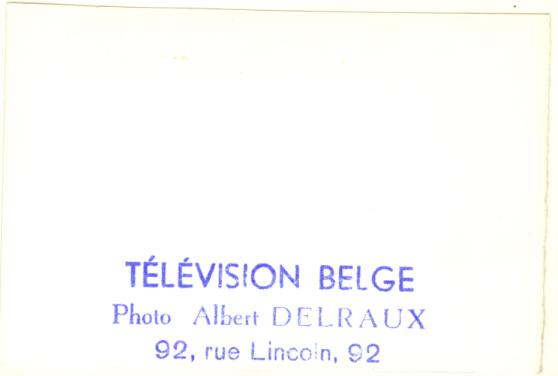 TÉLÉVISION BELGE
Photo Albert DELRAUX
92, rue Lincoln, 92